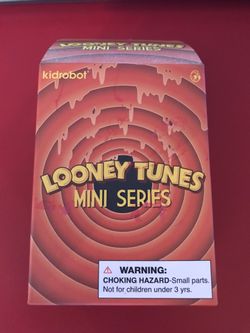 LOONEY TUNES
MINI SERIES
kidrobot
LOONEY TUNES
MINI SERIES
WARNING:
CHOKING HAZARD-Small parts.
Not for children under 3 yrs.